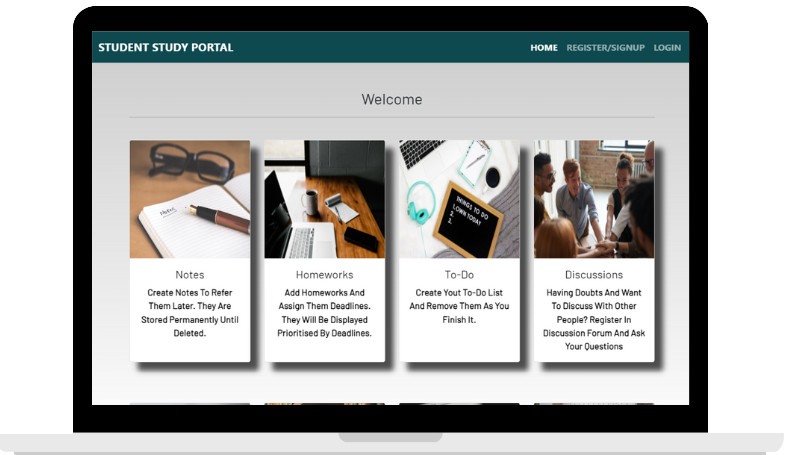 STUDENT STUDY PORTAL
HOME REGISTER/SIGNUP LOGIN
Welcome
Notes
Create Notes To Refer
Them Later. They Are
Stored Permanently Until
Deleted.
Homeworks
Add Homeworks And
Assign Them Deadlines.
They Will Be Displayed
Prioritised By Deadlines.
THINGS TO DO
2.
3.
To-Do
Create Yout To-Do List
And Remove Them As You
Finish It.
Discussions
Having Doubts And Want
To Discuss With Other
People? Register In
Discussion Forum And Ask
Your Questions